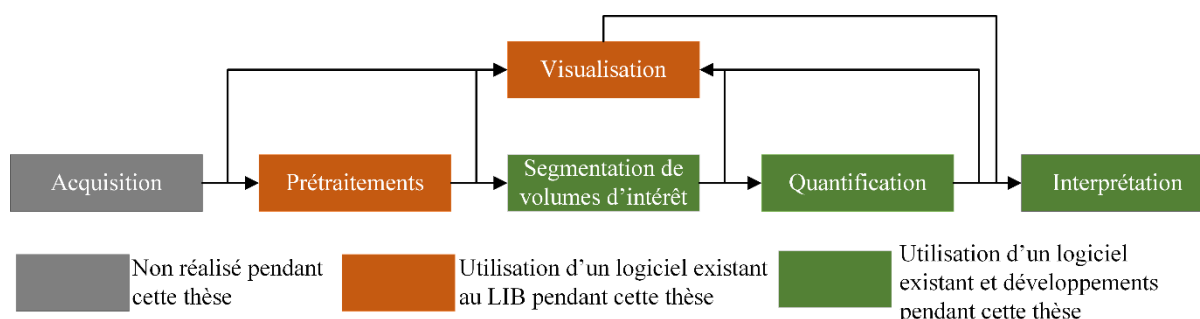 Visualisation
Acquisition
Prétraitements
Segmentation de
volumes d'intérêt
Quantification
Interprétation
Non réalisé pendant
cette thèse
Utilisation d'un logiciel existant
au LIB pendant cette thèse
Utilisation d'un logiciel
existant et développements
pendant cette thèse